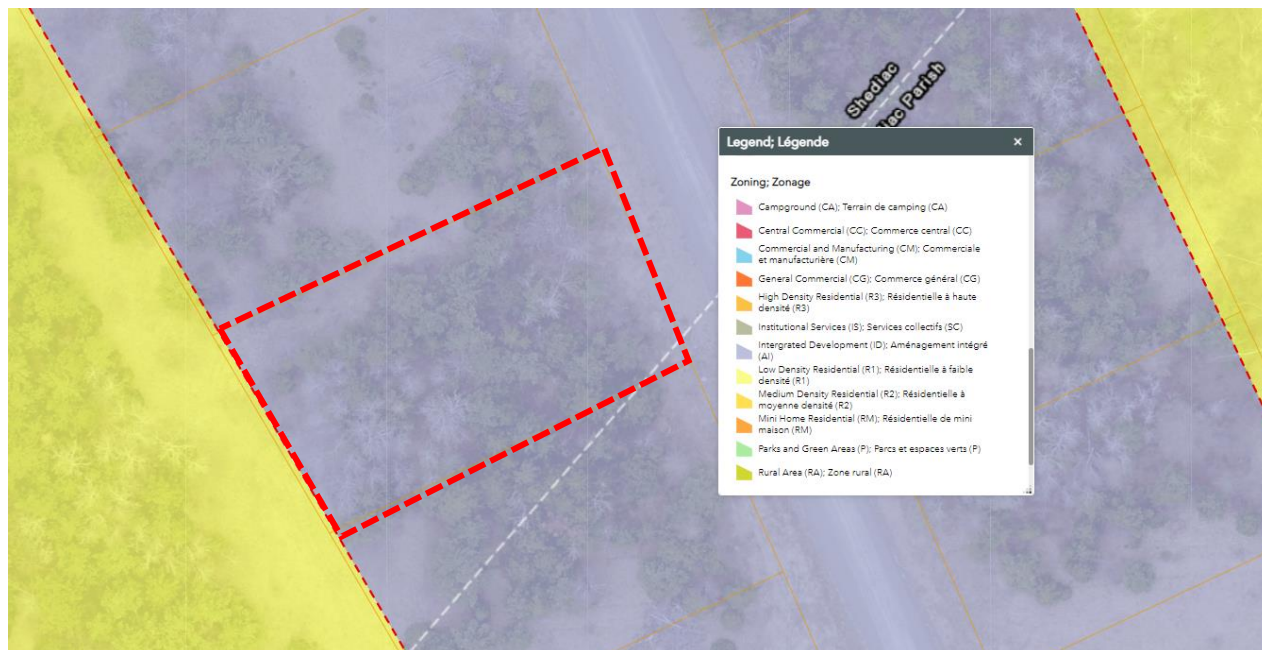 Shediac
Parish
Legend; Légende
Zoning; Zonage
Campground (CA); Terrain de camping (CA)
Central Commercial (CC); Commerce central (CC)
Commercial and Manufacturing (CM); Commerciale
et manufacturière (CM)
General Commercial (CG); Commerce général (CG)
High Density Residential (R3); Résidentielle à haute
densité (R3)
Institutional Services (IS); Services collectifs (SC)
Intergrated Development (ID); Aménagement intégré
(AI)
Low Density Residential (R1); Résidentielle à faible
densité (R1)
Medium Density Residential (R2); Résidentielle à
moyenne densité (R2)
Mini Home Residential (RM); Résidentielle de mini
maison (RM)
Parks and Green Areas (P); Parcs et espaces verts (P)
Rural Area (RA); Zone rural (RA)